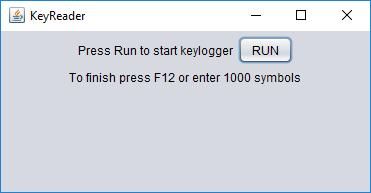 KeyReader
Press Run to start keylogger RUN
To finish press F12 or enter 1000 symbols